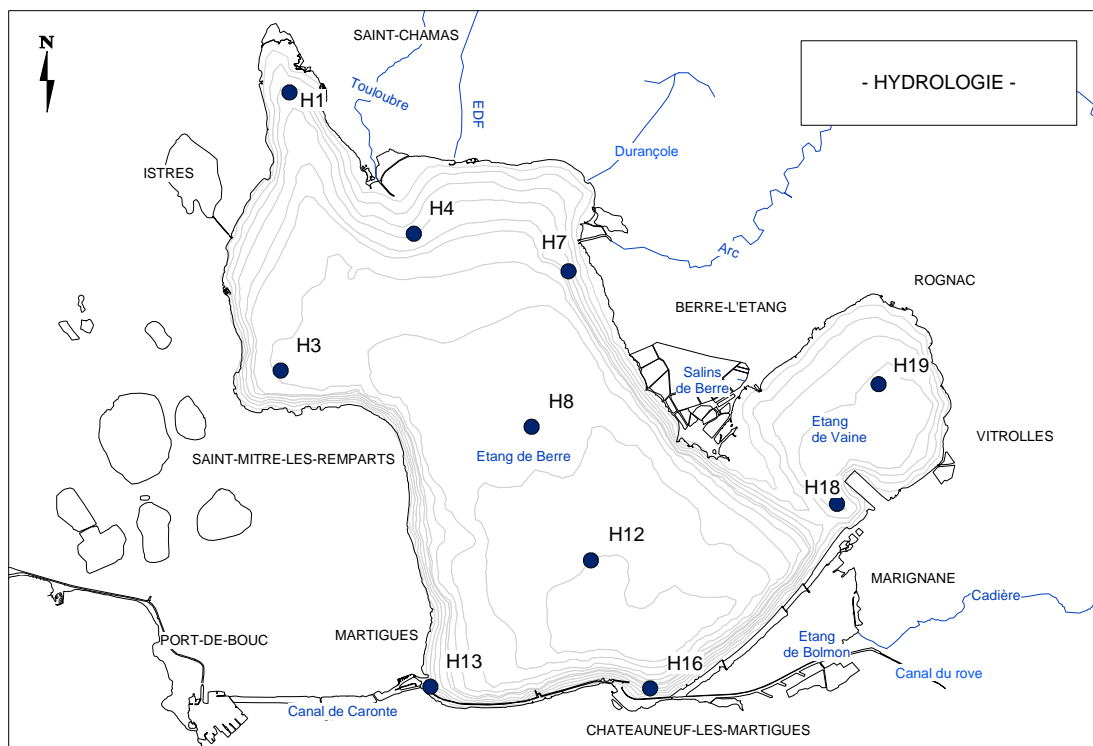 SAINT-CHAMAS
N
- HYDROLOGIE -
Touloubre
EDF
H1
Durançole
ISTRES
H4
H7
Arc
ROGNAC
BERRE-L'ETANG
H3
Salins
de Berre
H19
H8
Etang
de Vaine
VITROLLES
Etang de Berre
SAINT-MITRE-LES-REMPARTS
H18
H12
MARIGNANE
Cadière
PORT-DE-BOUC
MARTIGUES
Etang
de Bolmon
H13
H16
Canal du rove
Canal de Caronte
CHATEAUNEUF-LES-MARTIGUES